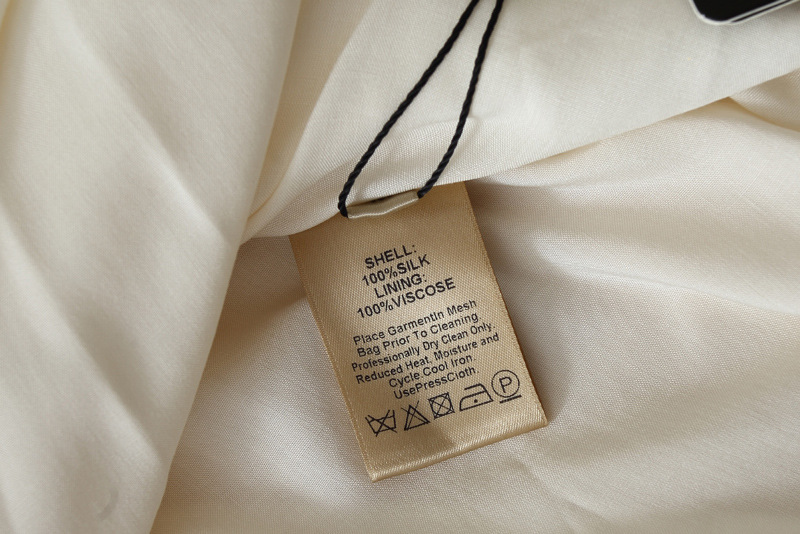 SHELL:
100%SILK
LINING:
100%VISCOSE
Place GarmentIn Mesh
Bag Prior To Cleaning.
Professionally Dry Clean Only.
Reduced Heat, Moisture and
Cycle.Cool Iron.
UsePressCloth.
P